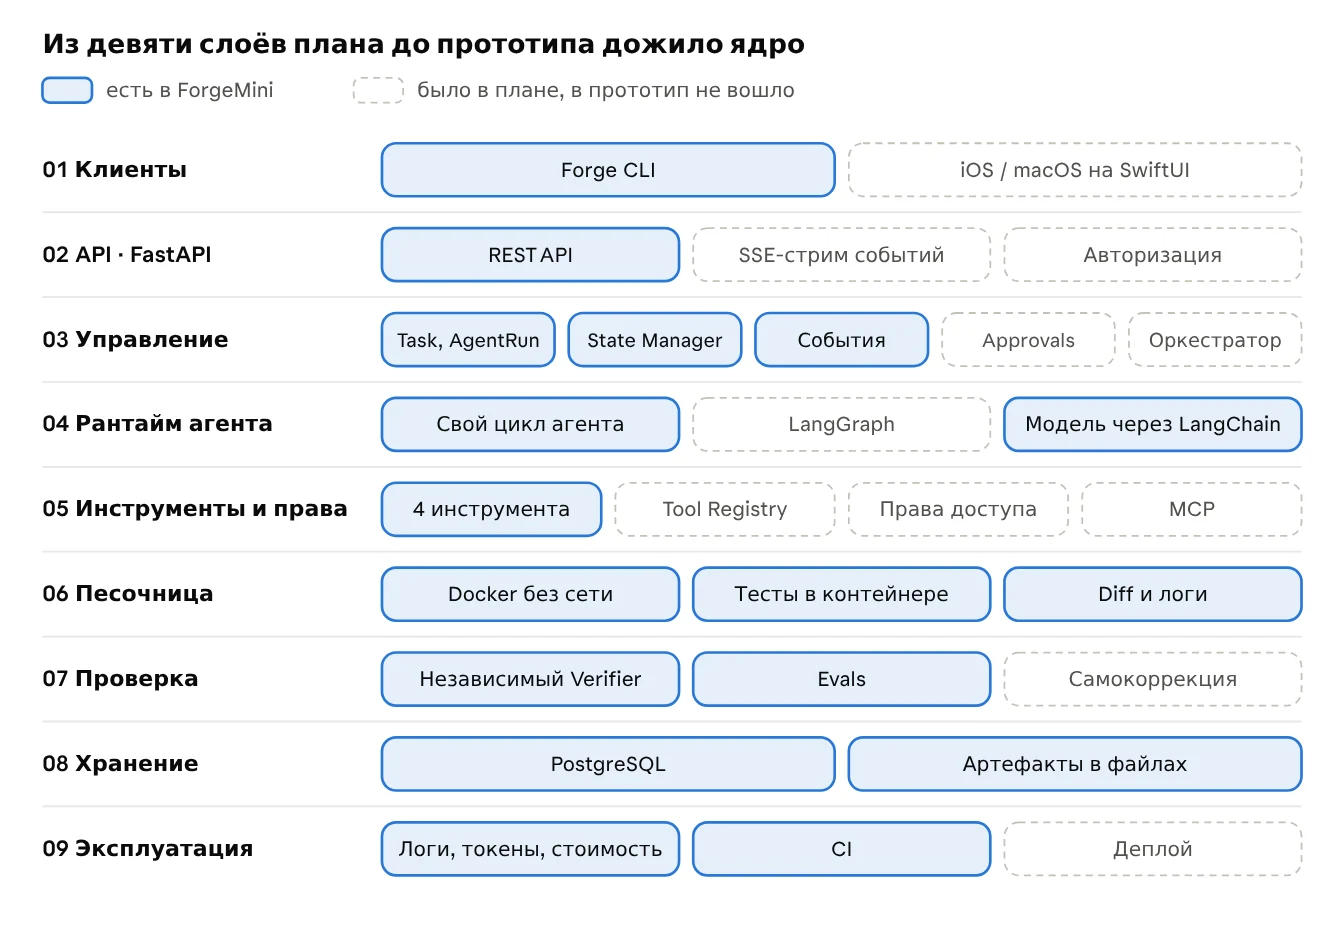 Из девяти слоёв плана до прототипа дожило ядро
есть в ForgeMini
было в плане, в прототип не вошло
01 Клиенты
Forge CLI
iOS / macOS на SwiftUI
02 API · FastAPI
REST API
SSE-стрим событий
Авторизация
03 Управление
Task, AgentRun
State Manager
События
Approvals
Оркестратор
04 Рантайм агента
Свой цикл агента
LangGraph
Модель через LangChain
05 Инструменты и права
4 инструмента
Tool Registry
Права доступа
MCP
06 Песочница
Docker без сети
Тесты в контейнере
Diff и логи
07 Проверка
Независимый Verifier
Evals
Самокоррекция
08 Хранение
PostgreSQL
Артефакты в файлах
09 Эксплуатация
Логи, токены, стоимость
CI
Деплой